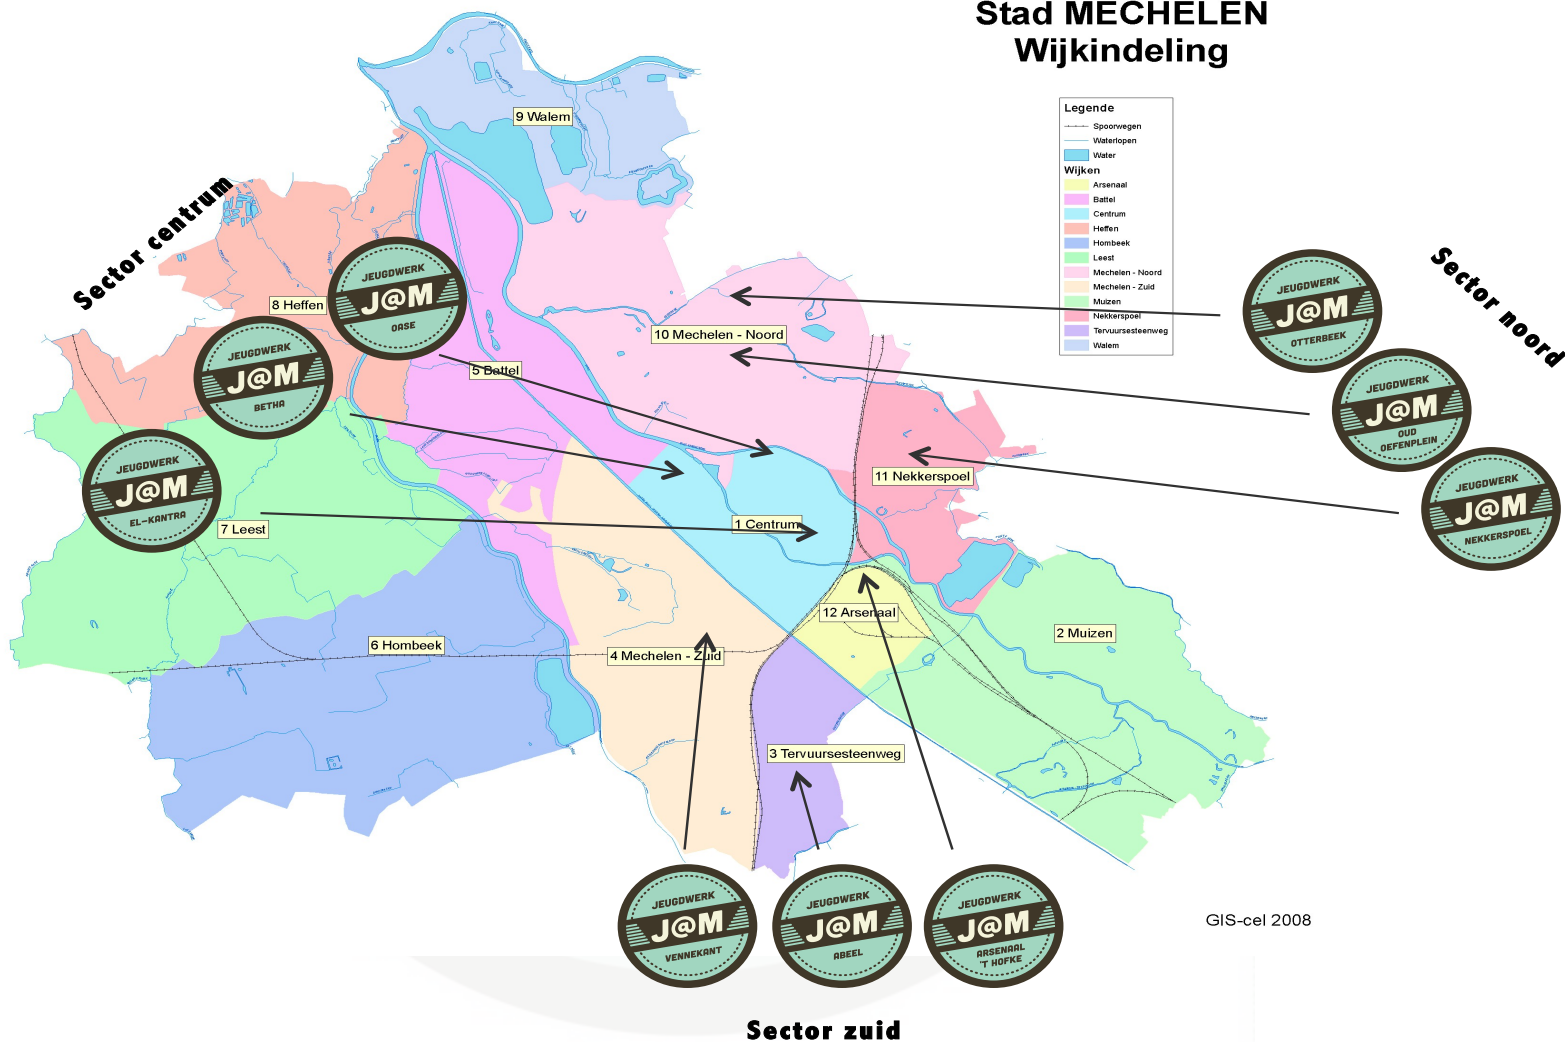 Stad MECHELEN
Wijkindeling
Legende
Spoorwegen
Waterlopen
Water
Wijken
Arsenaal
Battel
Centrum
Heffen
Hombeek
Leest
Mechelen - Noord
Mechelen - Zuid
Muizen
Nekkerspoel
Tervuursesteenweg
Walem
Sector centrum
Sector noord
9 Walem
8 Heffen
10 Mechelen - Noord
5 Battel
11 Nekkerspoel
7 Leest
1 Centrum
12 Arsenaal
2 Muizen
6 Hombeek
4 Mechelen - Zuid
3 Tervuursesteenweg
JEUGDWERK
J@M
OASE
JEUGDWERK
J@M
BETHA
JEUGDWERK
J@M
EL-KANTRA
JEUGDWERK
J@M
OTTERBEEK
JEUGDWERK
J@M
OUD
OEFENPLEIN
JEUGDWERK
J@M
NEKKERSPOEL
JEUGDWERK
J@M
VENNEKANT
JEUGDWERK
J@M
ABEEL
JEUGDWERK
J@M
ARSENAAL
'T HOFKE
GIS-cel 2008
Sector zuid